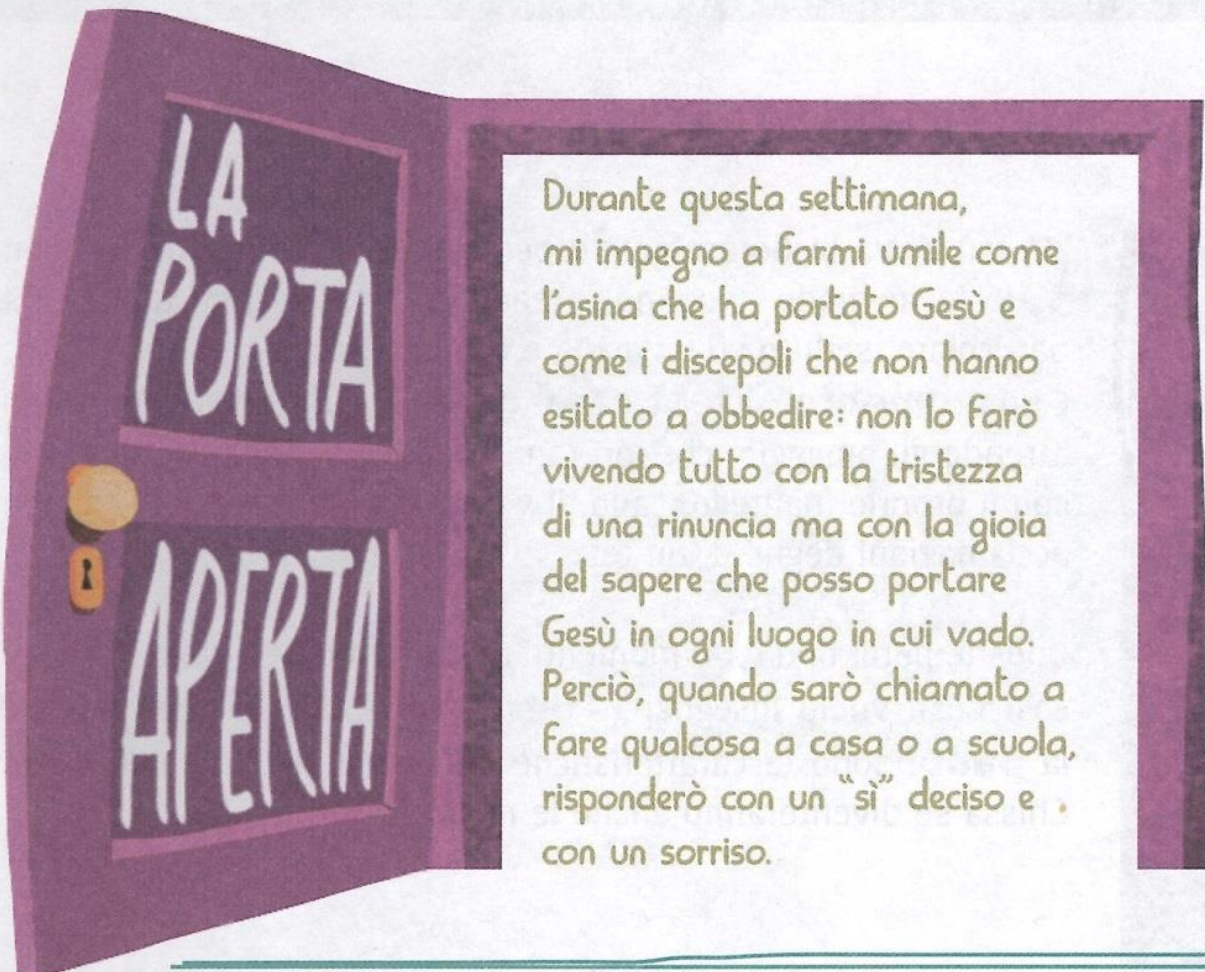 LA
PORTA
APERTA
Durante questa settimana,
mi impegno a farmi umile come
l'asina che ha portato Gesù e
come i discepoli che non hanno
esitato a obbedire: non lo farò
vivendo tutto con la tristezza
di una rinuncia ma con la gioia
del sapere che posso portare
Gesù in ogni luogo in cui vado.
Perciò, quando sarò chiamato a
fare qualcosa a casa o a scuola,
risponderò con un “sì” deciso e
con un sorriso.